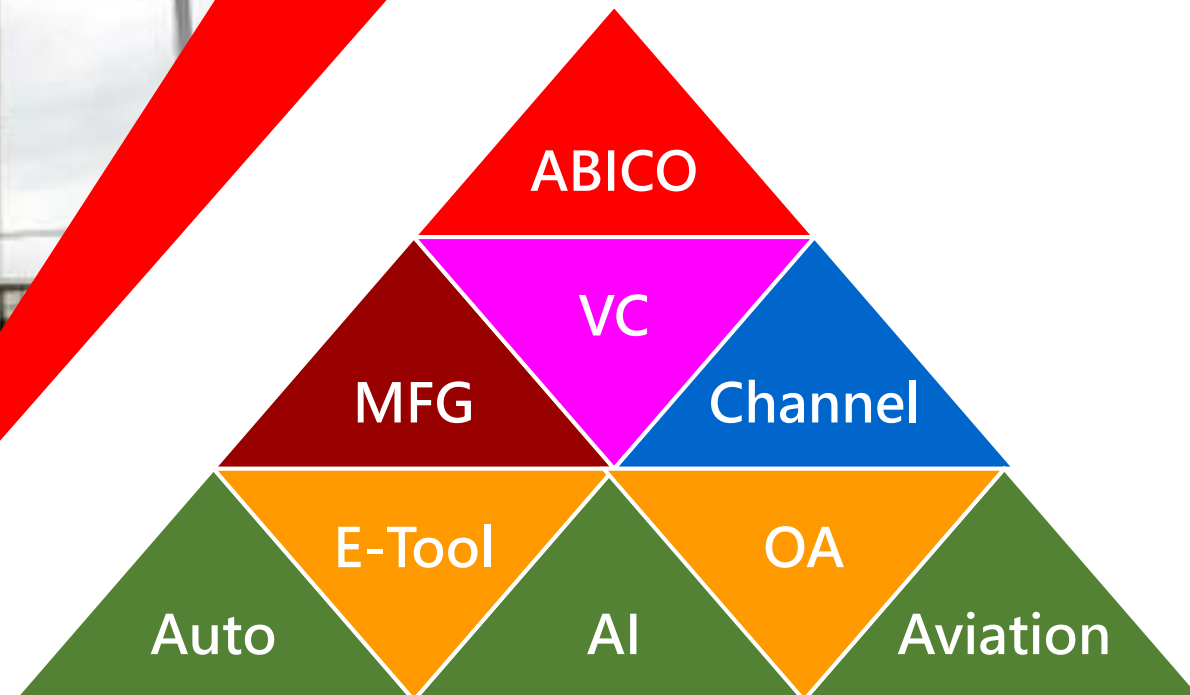 ABICO
VC
MFG
Channel
E-Tool
OA
Auto
AI
Aviation